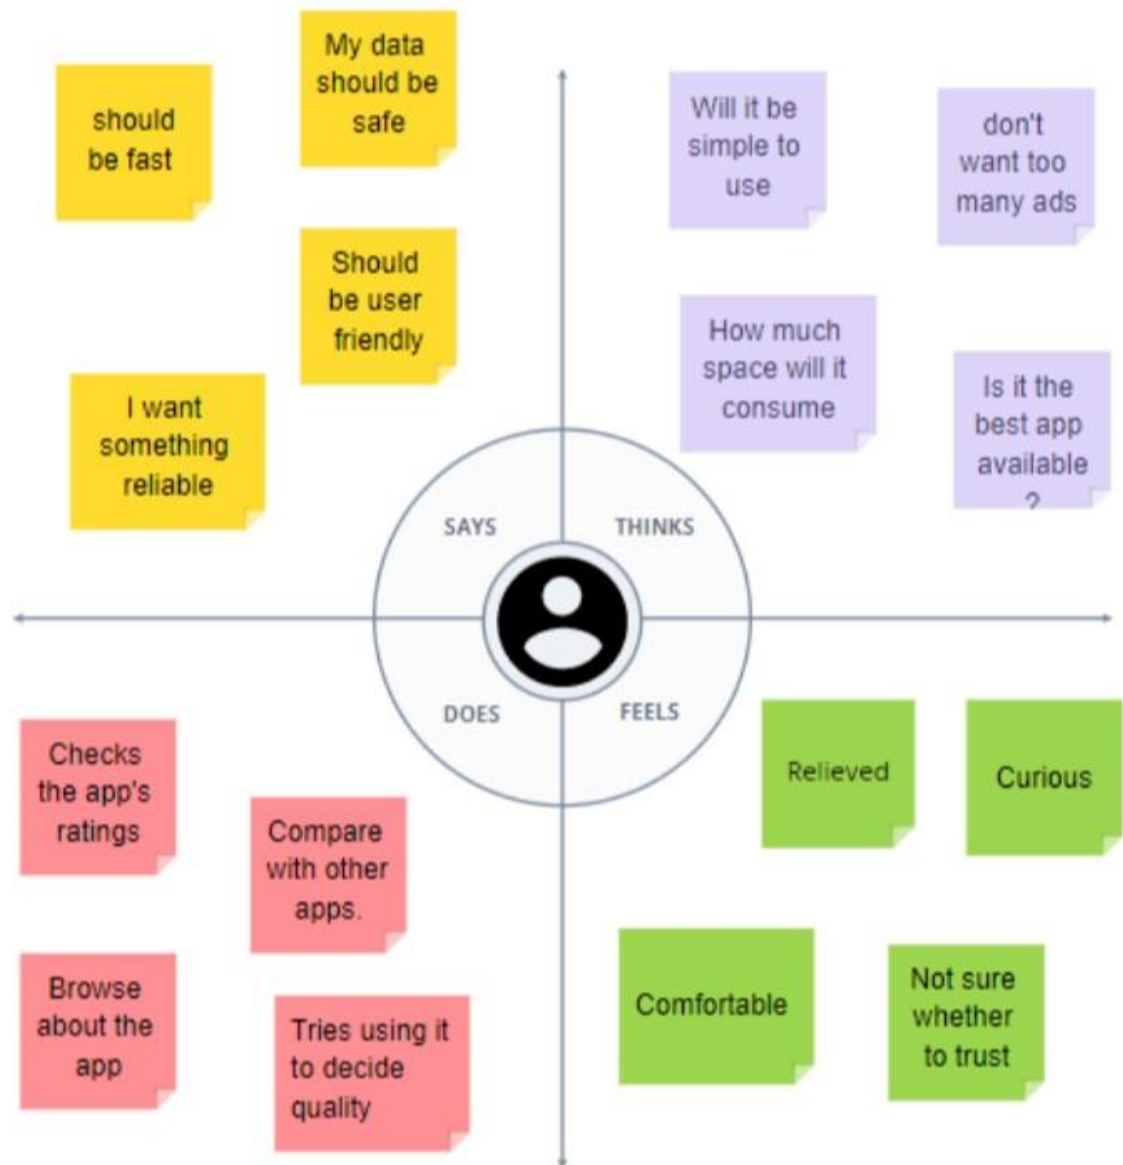 should
be fast
My data
should be
safe
Should
be user
friendly
I want
something
reliable
Will it be
simple to
use
don't
want too
many ads
How much
space will it
consume
Is it the
best app
available
?
SAYS
THINKS
DOES
FEELS
Checks
the app's
ratings
Compare
with other
apps.
Browse
about the
app
Tries using it
to decide
quality
Relieved
Curious
Comfortable
Not sure
whether
to trust